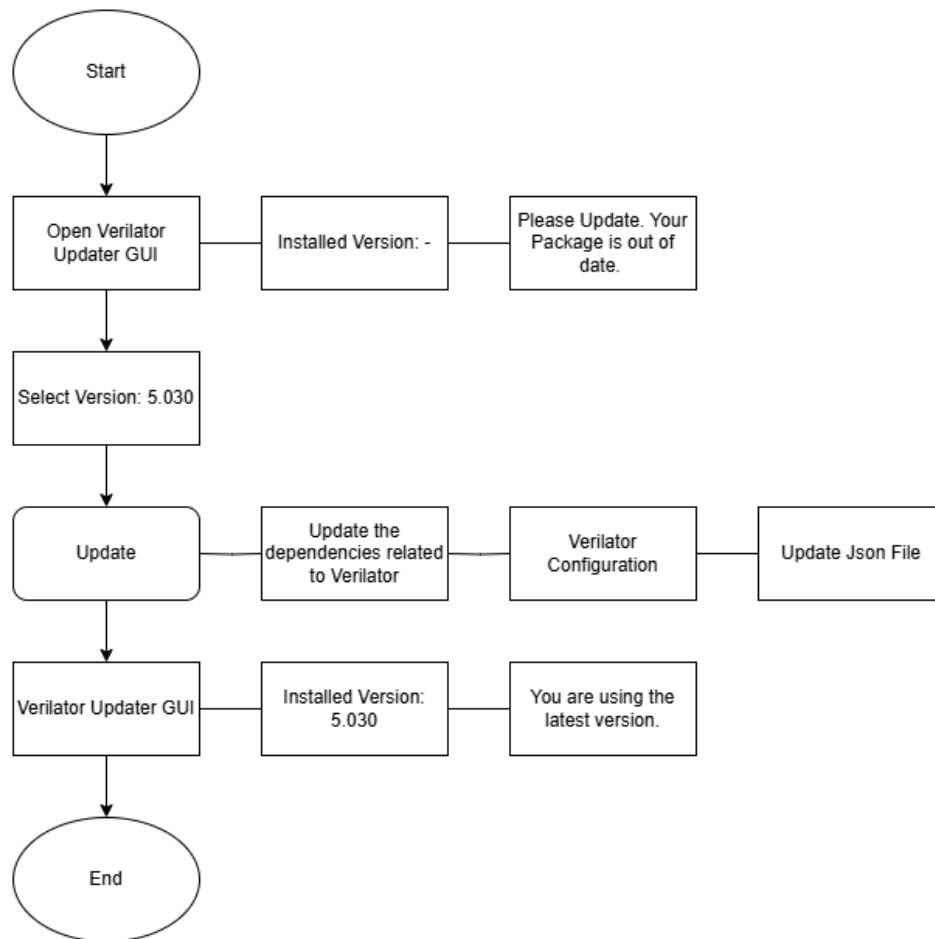 Start
Open Verilator
Updater GUI
Installed Version: -
Please Update. Your
Package is out of
date.
Select Version: 5.030
Update
Update the
dependencies related
to Verilator
Verilator
Configuration
Update Json File
Verilator Updater GUI
Installed Version:
5.030
You are using the
latest version.
End